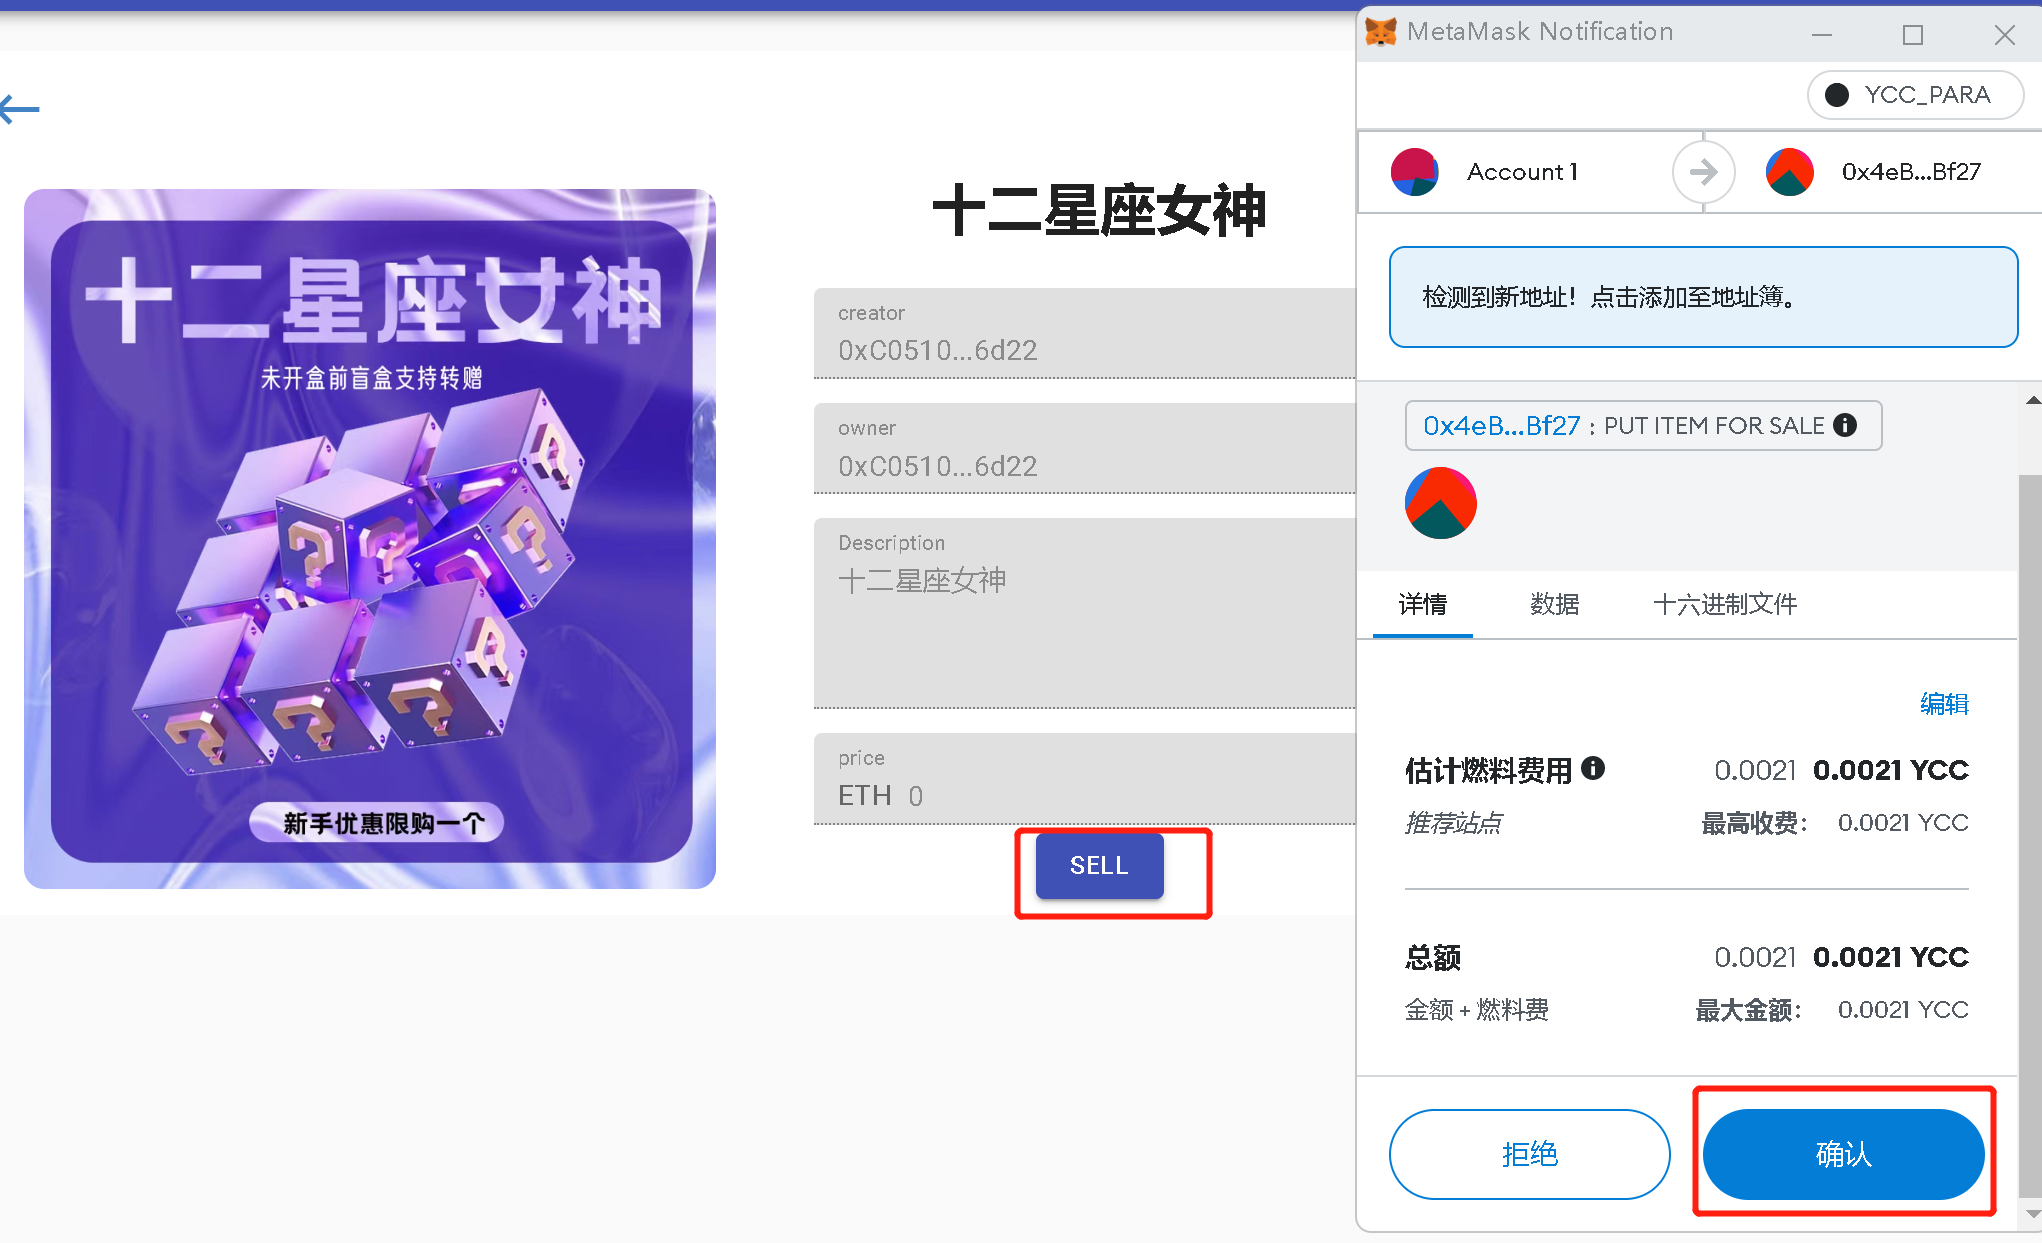 十二星座女神
未开盒前盲盒支持转赠
新手优惠限购一个
十二星座女神
creator
0xC0510...6d22
owner
0xC0510...6d22
Description
十二星座女神
price
ETH 0
SELL
MetaMask Notification
YCC_PARA
Account 1
0x4eB...Bf27
检测到新地址！点击添加至地址簿。
0x4eB...Bf27 : PUT ITEM FOR SALE
详情 数据 十六进制文件
编辑
估计燃料费用 0.0021 0.0021 YCC
推荐站点 最高收费： 0.0021 YCC
总额 0.0021 0.0021 YCC
金额 + 燃料费 最大金额： 0.0021 YCC
拒绝 确认